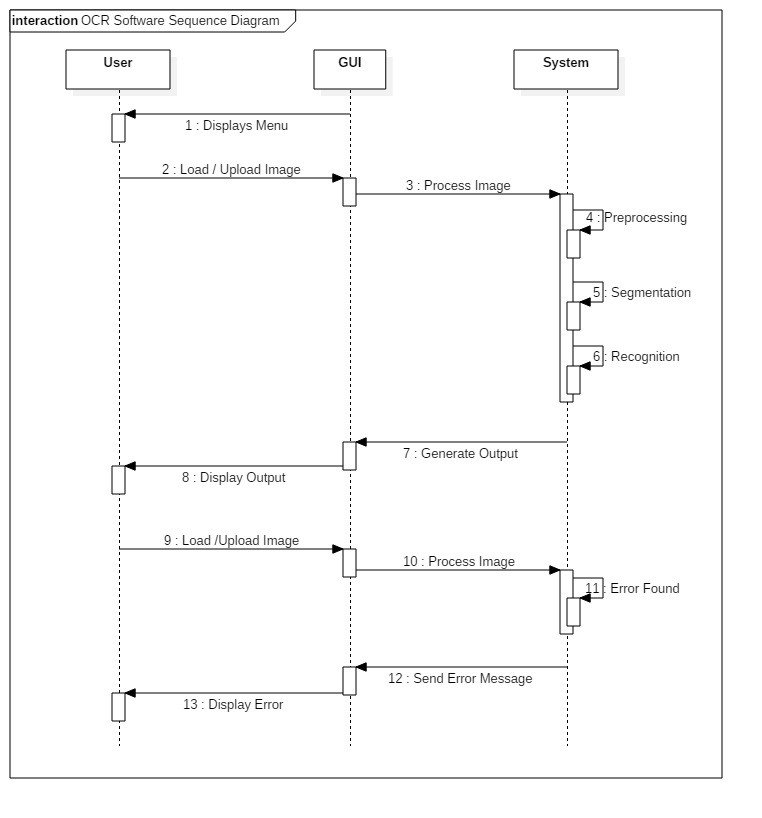 interaction OCR Software Sequence Diagram
User
GUI
System
1 : Displays Menu
2 : Load / Upload Image
3 : Process Image
4 : Preprocessing
5 : Segmentation
6 : Recognition
7 : Generate Output
8 : Display Output
9 : Load /Upload Image
10 : Process Image
11 : Error Found
12 : Send Error Message
13 : Display Error